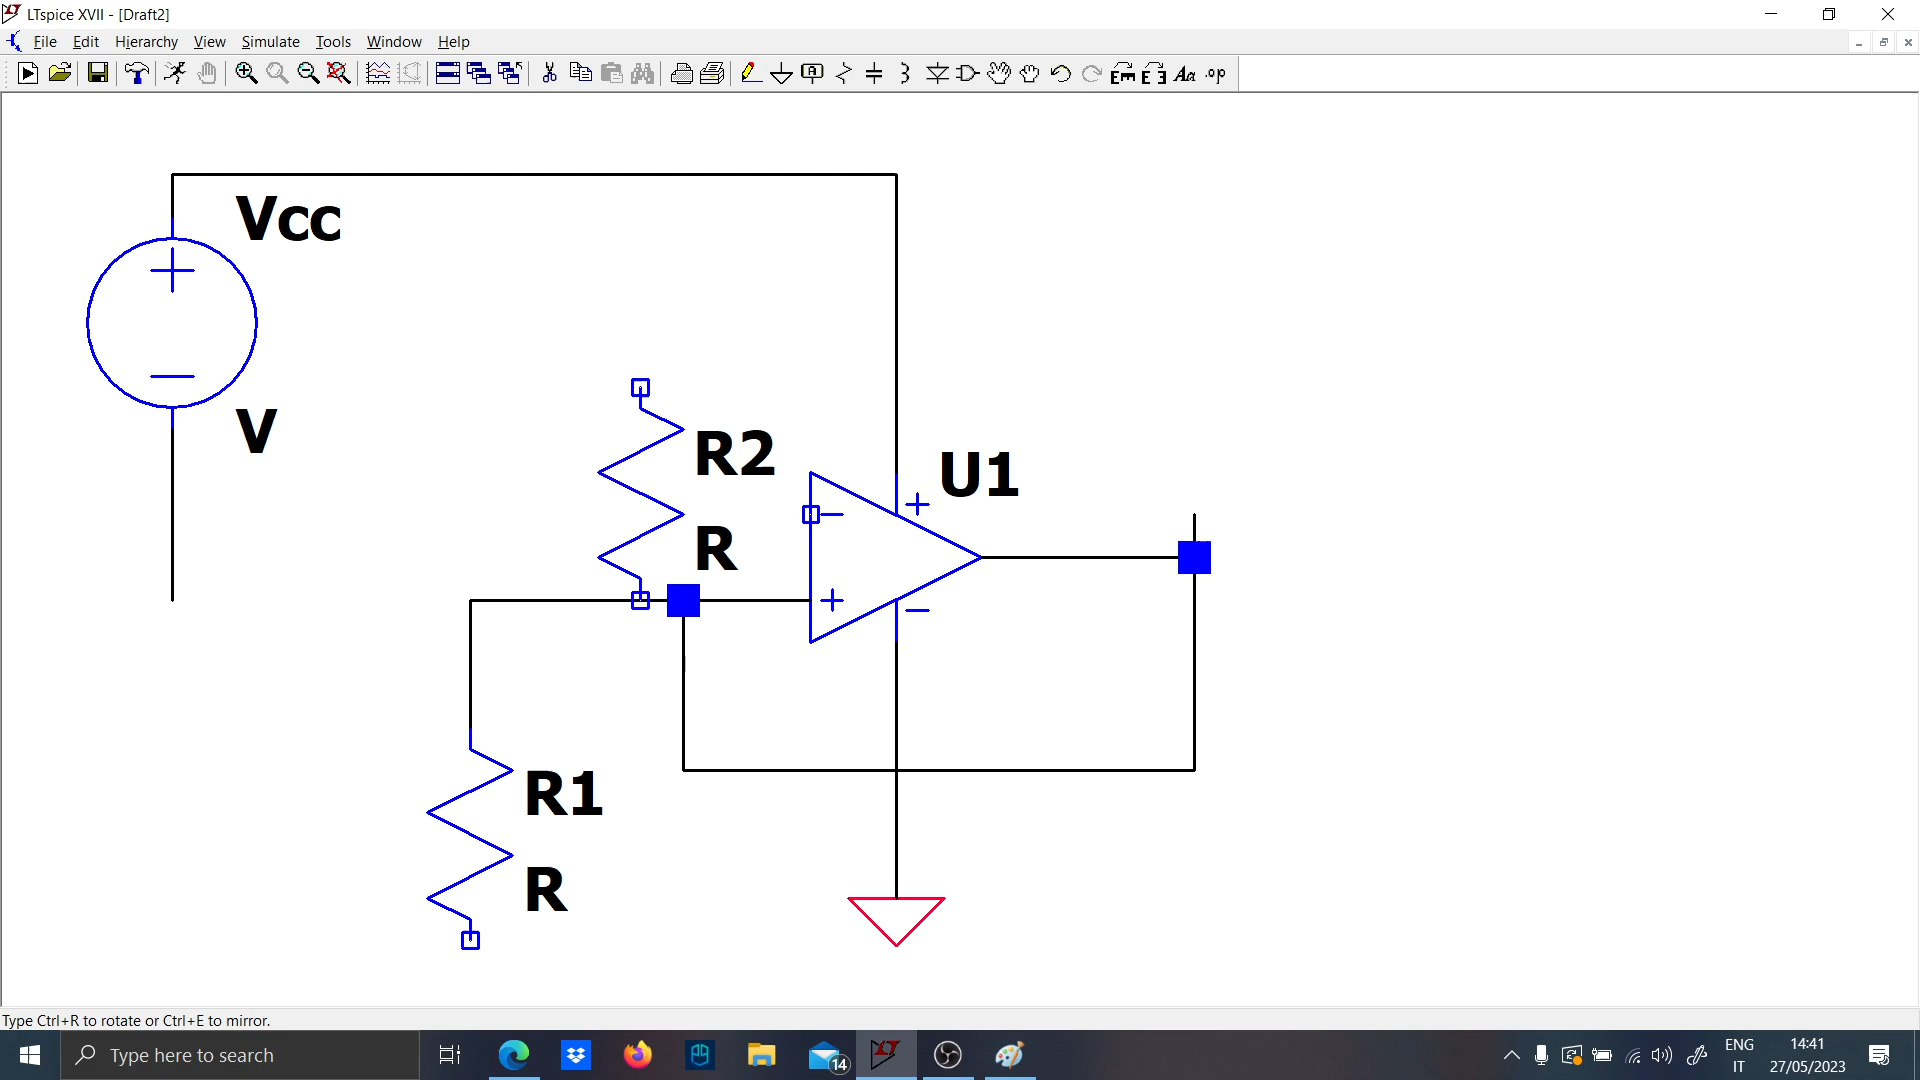 LTspice XVII - [Draft2]
File Edit Hierarchy View Simulate Tools Window Help
Vcc
V
R2
R
U1
R1
R
Type Ctrl+R to rotate or Ctrl+E to mirror.
Type here to search
14
ENG
IT
14:41
27/05/2023